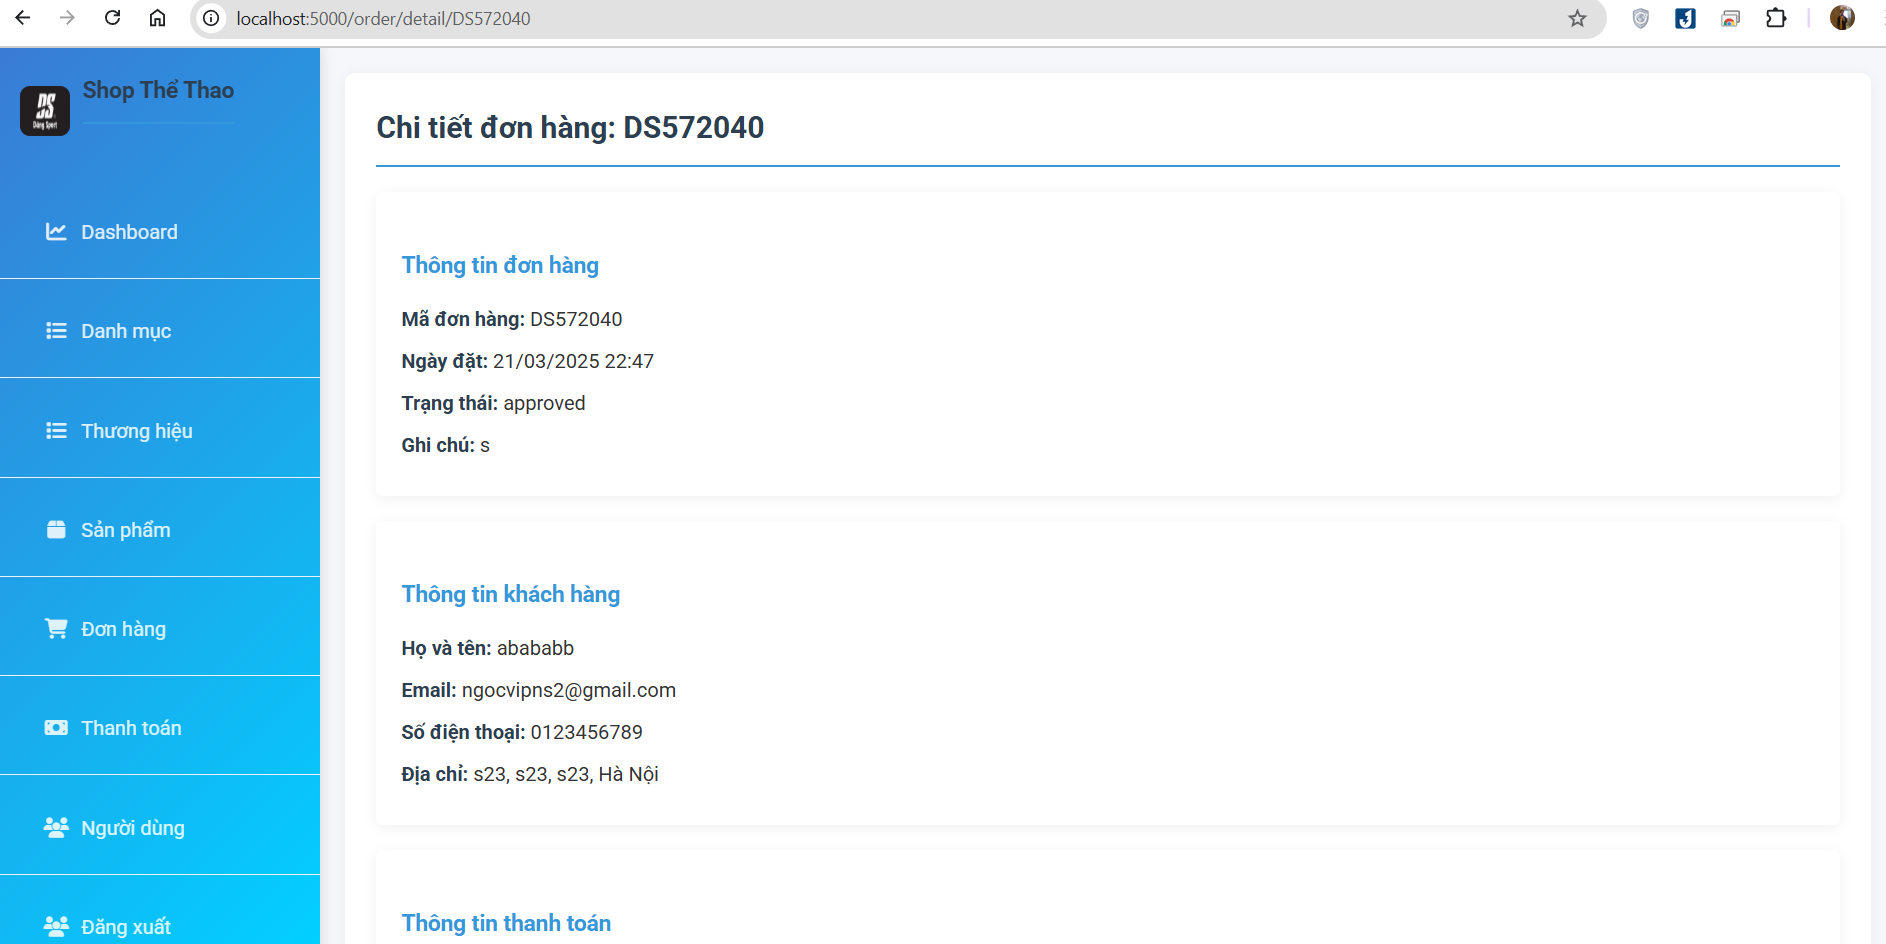 localhost:5000/order/detail/DS572040
DS
Dũng Sport
Shop Thể Thao
Dashboard
Danh mục
Thương hiệu
Sản phẩm
Đơn hàng
Thanh toán
Người dùng
Đăng xuất
Chi tiết đơn hàng: DS572040
Thông tin đơn hàng
Mã đơn hàng: DS572040
Ngày đặt: 21/03/2025 22:47
Trạng thái: approved
Ghi chú: s
Thông tin khách hàng
Họ và tên: abababb
Email: ngocvipns2@gmail.com
Số điện thoại: 0123456789
Địa chỉ: s23, s23, s23, Hà Nội
Thông tin thanh toán